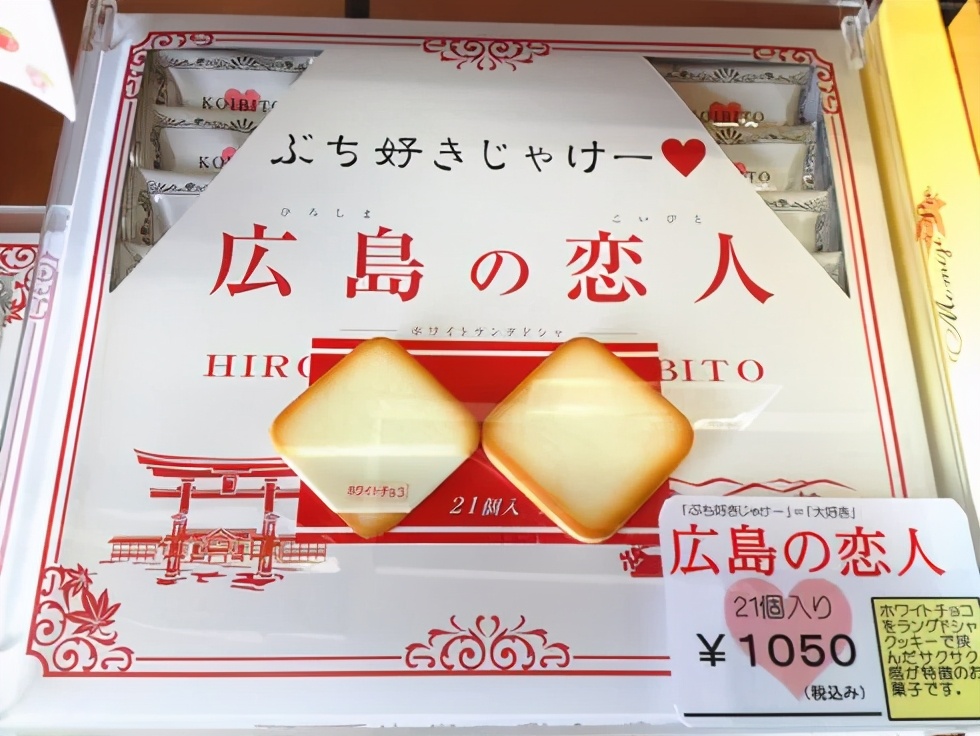 KOIBITO
ぶち好きじゃけー
ひろしま こいびと
広島の恋人
ホワイトサンドドシャ
HIRO
BITO
ホワイトチョコ
21個入
「ぶち好きじゃけー」=「大好き」
広島の恋人
21個入り
¥1050
(税込み)
ホワイトチョコ
をラングドシャ
クッキーで挟
んだサクサク
感が特徴のお
菓子です。